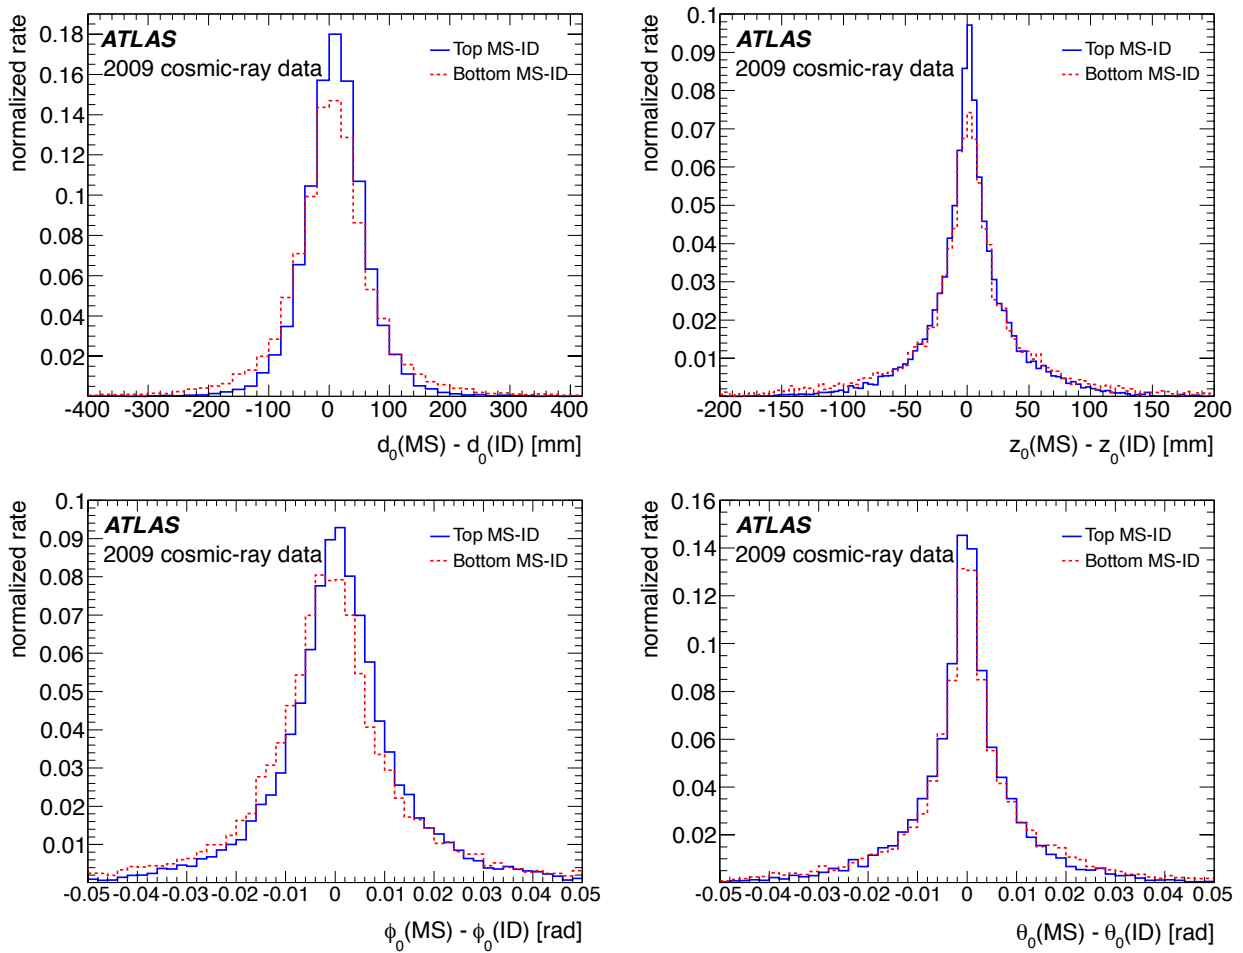 normalized rate
ATLAS
2009 cosmic-ray data
Top MS-ID
Bottom MS-ID
0.18
0.16
0.14
0.12
0.1
0.08
0.06
0.04
0.02
-400 -300 -200 -100 0 100 200 300 400
d0(MS) - d0(ID) [mm]
normalized rate
ATLAS
2009 cosmic-ray data
Top MS-ID
Bottom MS-ID
0.1
0.09
0.08
0.07
0.06
0.05
0.04
0.03
0.02
0.01
-200 -150 -100 -50 0 50 100 150 200
z0(MS) - z0(ID) [mm]
normalized rate
ATLAS
2009 cosmic-ray data
Top MS-ID
Bottom MS-ID
0.1
0.09
0.08
0.07
0.06
0.05
0.04
0.03
0.02
0.01
-0.05 -0.04 -0.03 -0.02 -0.01 0 0.01 0.02 0.03 0.04 0.05
ϕ0(MS) - ϕ0(ID) [rad]
normalized rate
ATLAS
2009 cosmic-ray data
Top MS-ID
Bottom MS-ID
0.16
0.14
0.12
0.1
0.08
0.06
0.04
0.02
-0.05 -0.04 -0.03 -0.02 -0.01 0 0.01 0.02 0.03 0.04 0.05
θ0(MS) - θ0(ID) [rad]